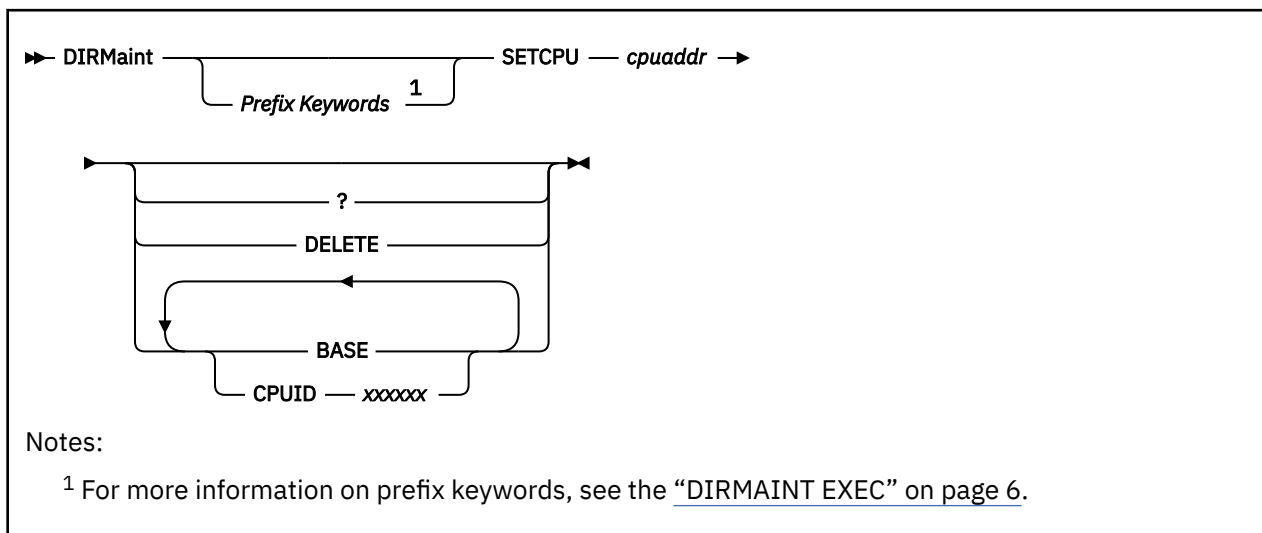 DIRMaint SETCPU cpuaddr
Prefix Keywords 1
?
DELETE
BASE
CPUID xxxxxx
Notes:
1 For more information on prefix keywords, see the “DIRMAINT EXEC” on page 6.